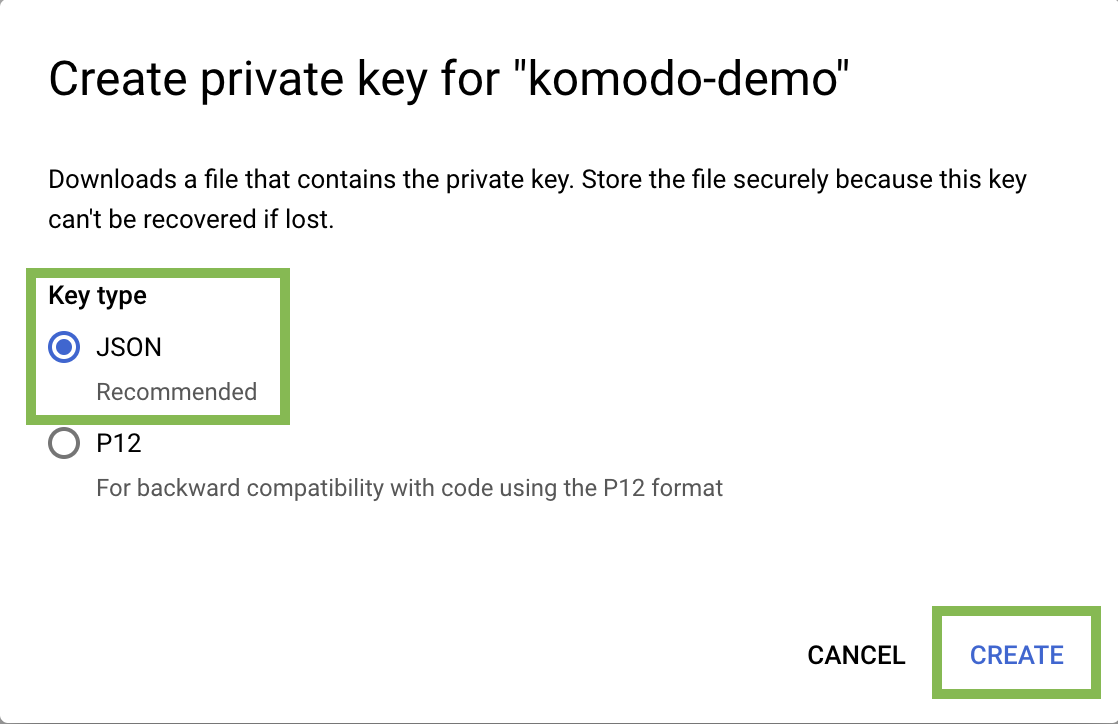 Create private key for "komodo-demo"
Downloads a file that contains the private key. Store the file securely because this key
can't be recovered if lost.
Key type
JSON
Recommended
P12
For backward compatibility with code using the P12 format
CANCEL CREATE